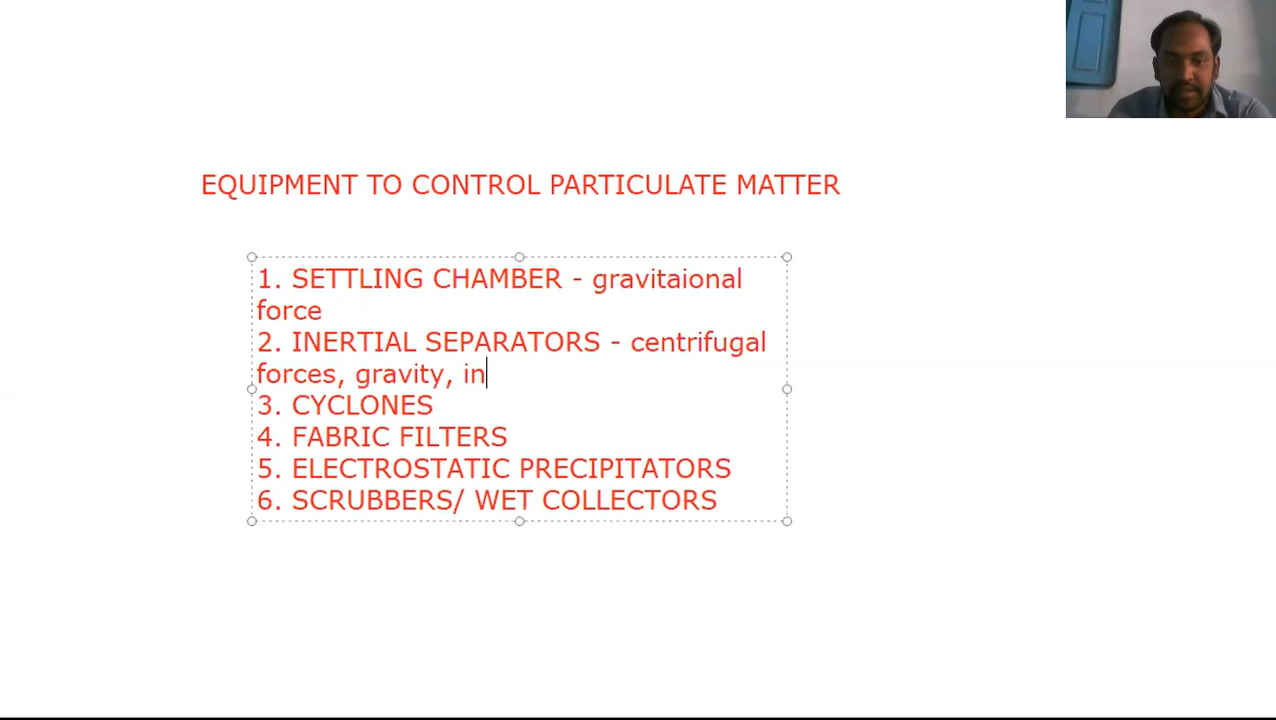 EQUIPMENT TO CONTROL PARTICULATE MATTER
1. SETTLING CHAMBER - gravitaional
force
2. INERTIAL SEPARATORS - centrifugal
forces, gravity, in
3. CYCLONES
4. FABRIC FILTERS
5. ELECTROSTATIC PRECIPITATORS
6. SCRUBBERS/ WET COLLECTORS